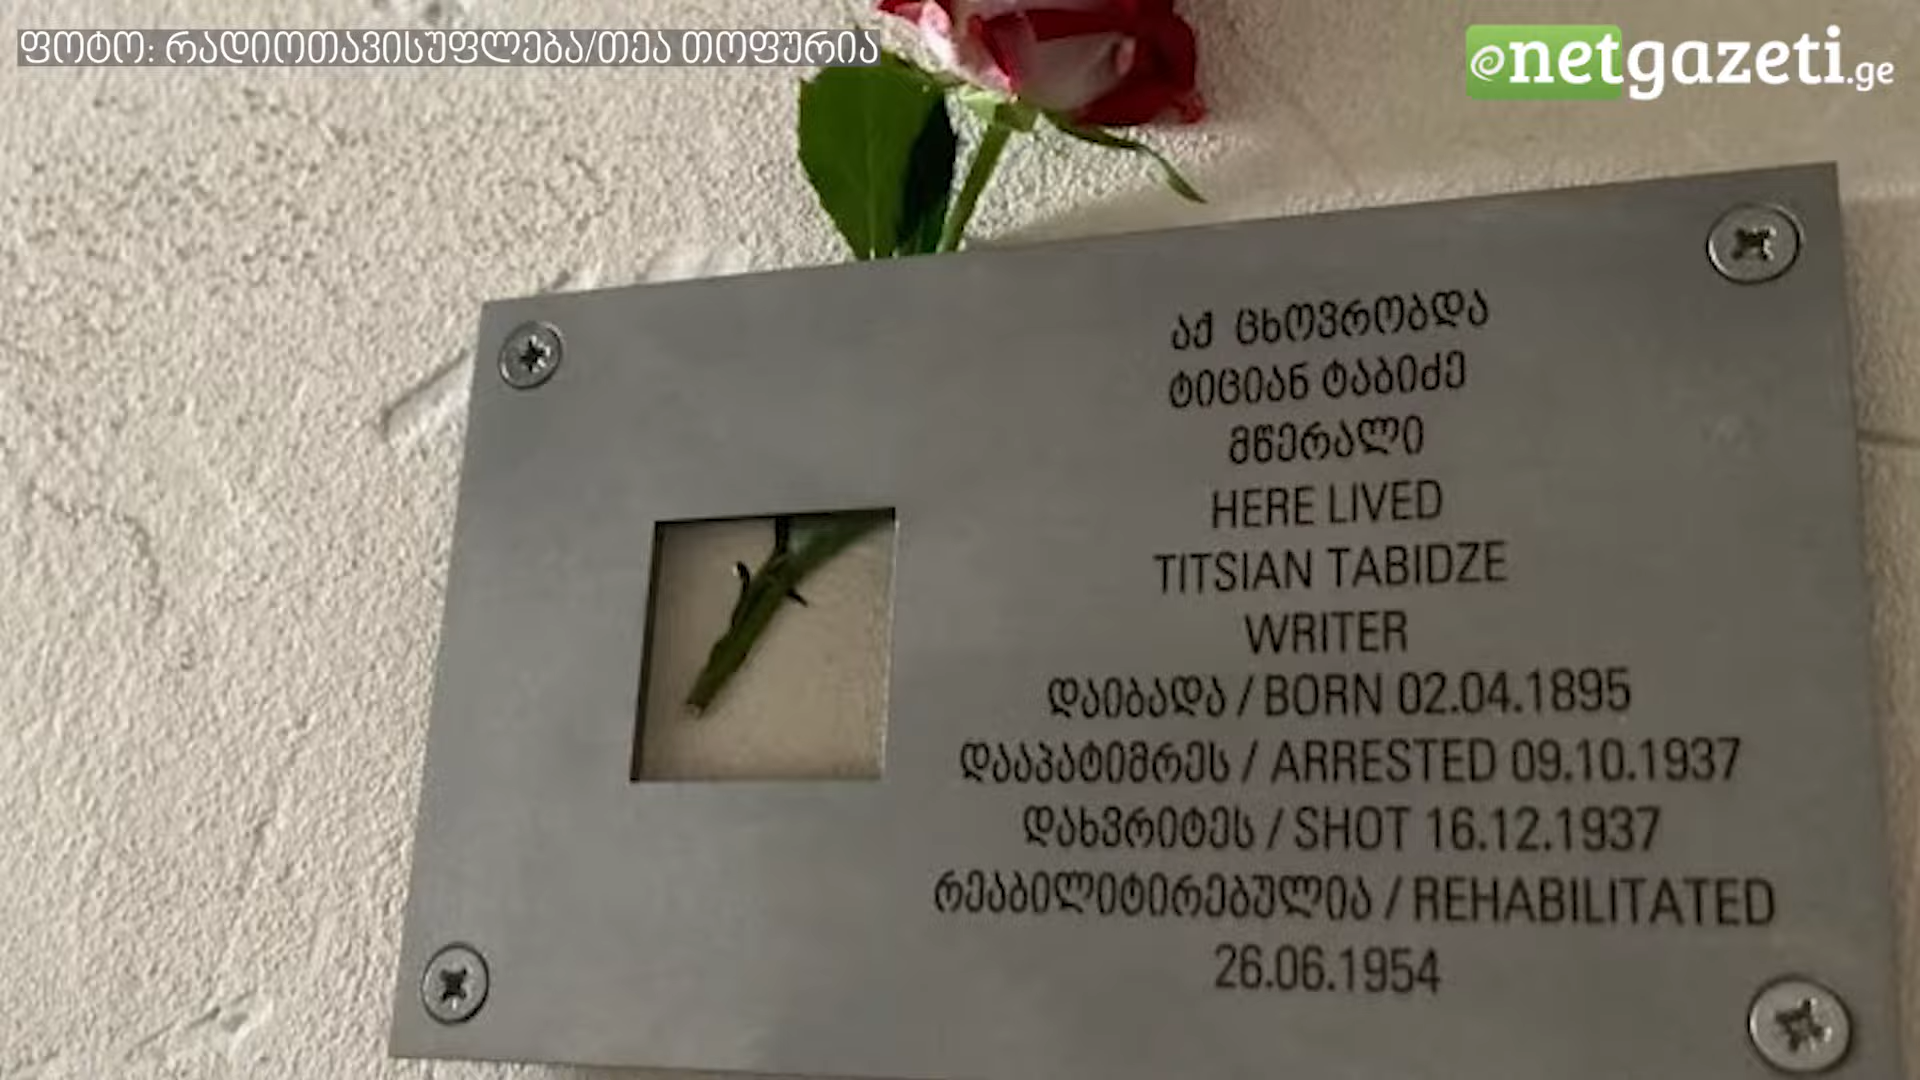 ფოტო: რადიოთავისუფლება/თეა თოფურია
netgazeti.ge
აქ ცხოვრობდა
ტიციან ტაბიძე
მწერალი
HERE LIVED
TITSIAN TABIDZE
WRITER
დაიბადა / BORN 02.04.1895
დააპატიმრეს / ARRESTED 09.10.1937
დახვრიტეს / SHOT 16.12.1937
რეაბილიტირებულია / REHABILITATED
26.06.1954